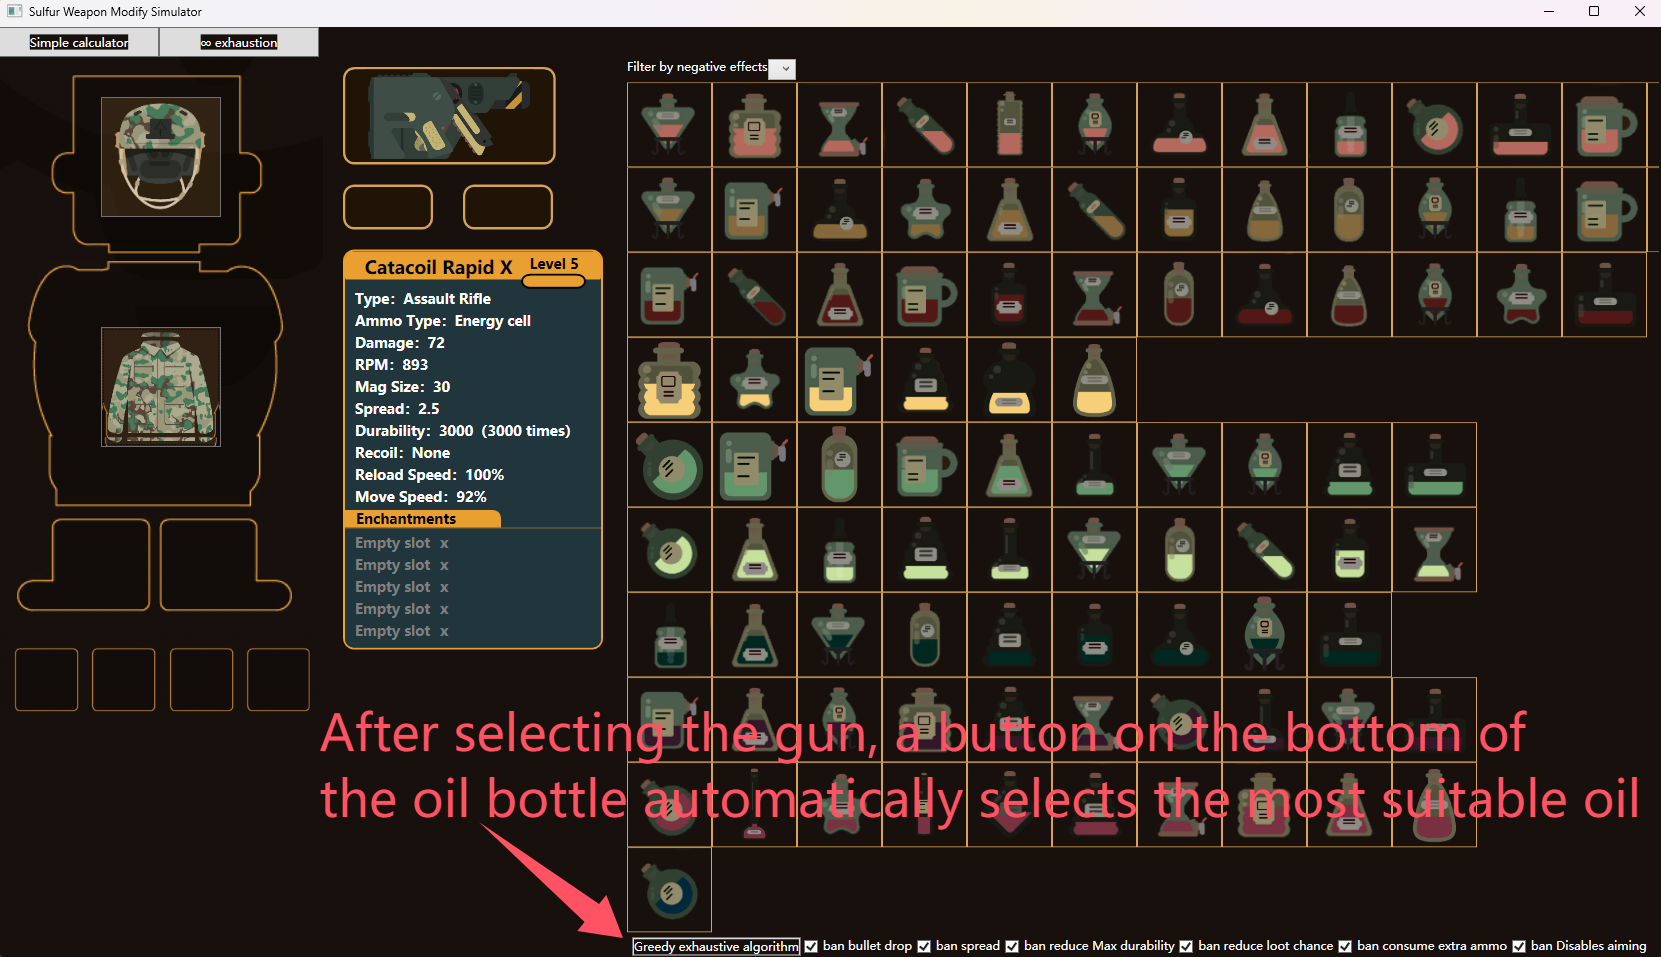 Sulfur Weapon Modify Simulator
Simple calculator
∞ exhaustion
Filter by negative effects
Catacoil Rapid X Level 5
Type: Assault Rifle
Ammo Type: Energy cell
Damage: 72
RPM: 893
Mag Size: 30
Spread: 2.5
Durability: 3000 (3000 times)
Recoil: None
Reload Speed: 100%
Move Speed: 92%
Enchantments
Empty slot x
Empty slot x
Empty slot x
Empty slot x
Empty slot x
After selecting the gun, a button on the bottom of
the oil bottle automatically selects the most suitable oil
Greedy exhaustive algorithm ban bullet drop ban spread ban reduce Max durability ban reduce loot chance ban consume extra ammo ban Disables aiming